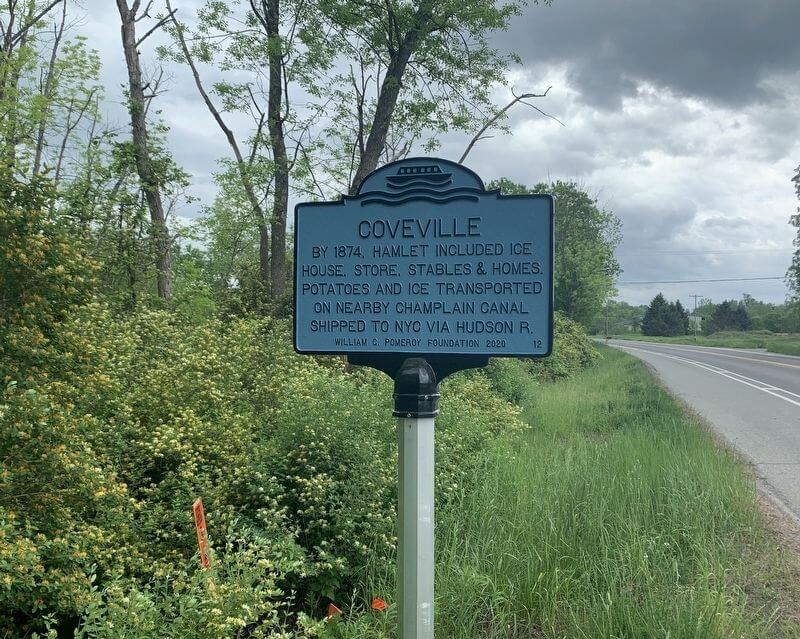 COVEVILLE
BY 1874, HAMLET INCLUDED ICE
HOUSE, STORE, STABLES & HOMES.
POTATOES AND ICE TRANSPORTED
ON NEARBY CHAMPLAIN CANAL
SHIPPED TO NYC VIA HUDSON R.
WILLIAM G. POMEROY FOUNDATION 2020 12